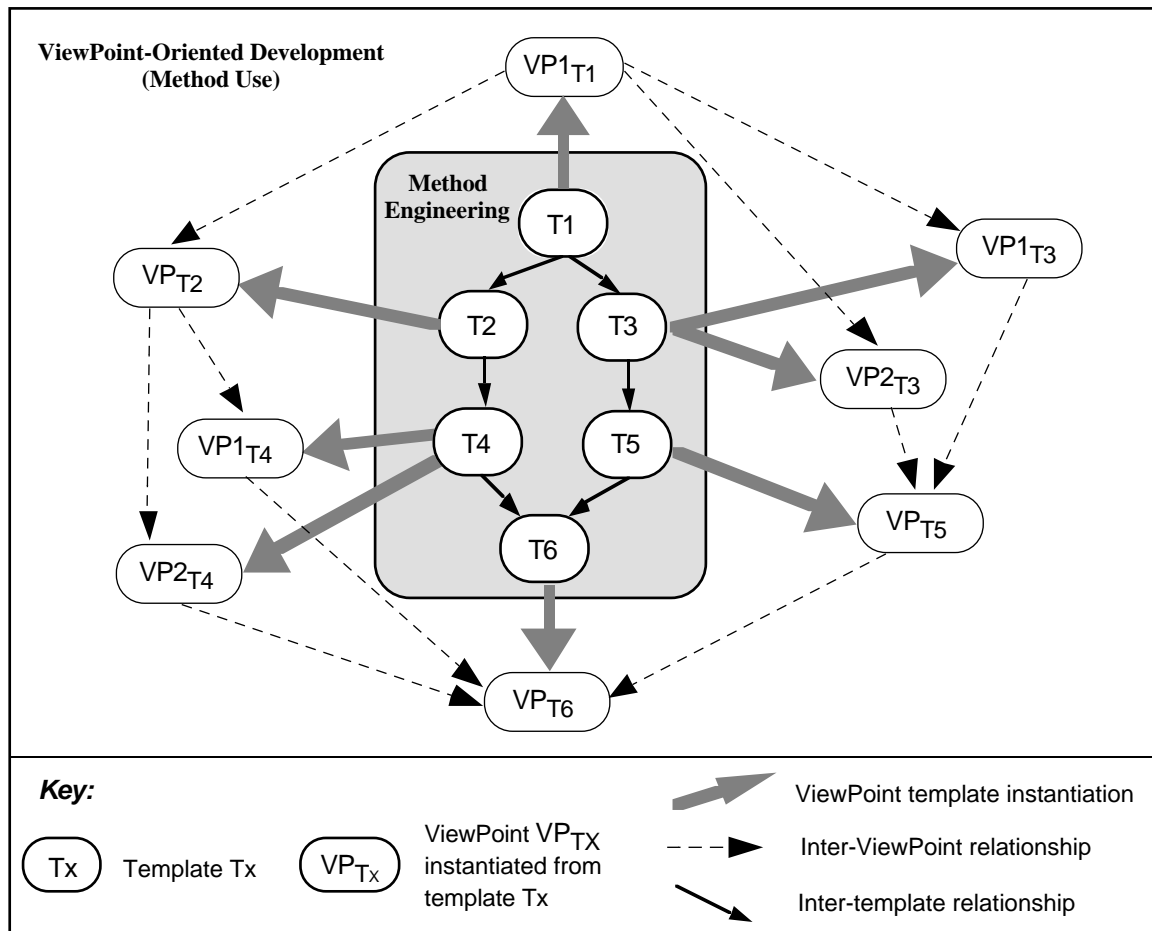 ViewPoint-Oriented Development
(Method Use)
VP1T1
Method
Engineering
T1
VPT2
VP1T3
T2
T3
VP2T3
VP1T4
T4
T5
VPT5
T6
VP2T4
VPT6
Key:
Tx
Template Tx
VPTx
ViewPoint VPTX
instantiated from
template Tx
ViewPoint template instantiation
Inter-ViewPoint relationship
Inter-template relationship